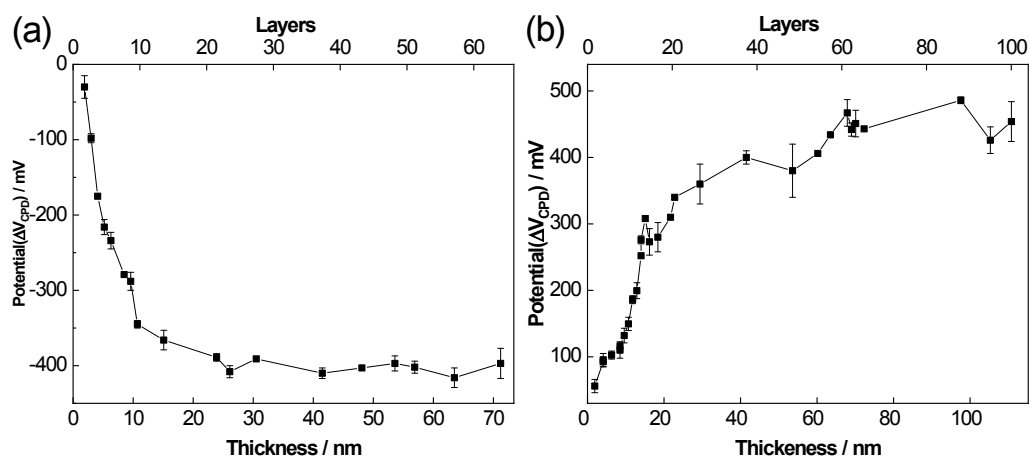 (a)
Layers
0 10 20 30 40 50 60
0
-100
-200
-300
-400
Potential(ΔV_CPD) / mV
0 10 20 30 40 50 60 70
Thickness / nm
(b)
Layers
0 20 40 60 80 100
500
400
300
200
100
Potential(ΔV_CPD) / mV
0 20 40 60 80 100
Thickeness / nm